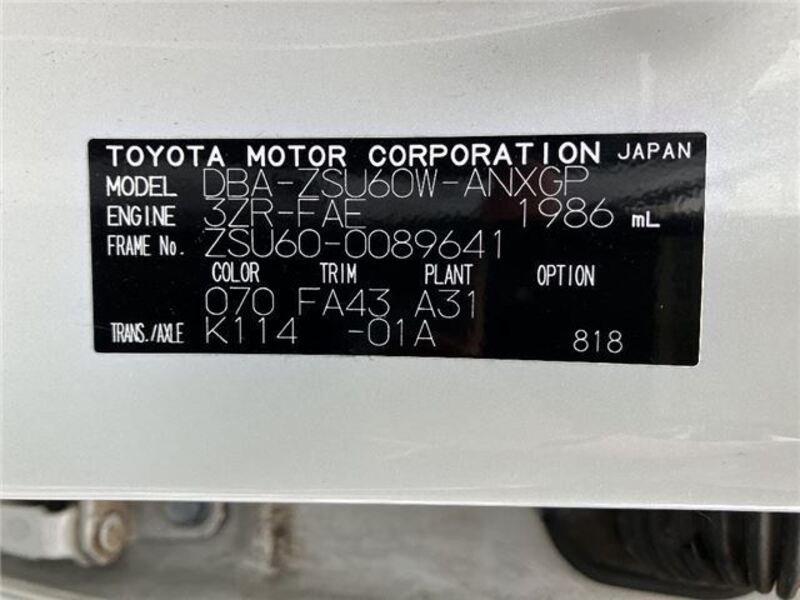 TOYOTA MOTOR CORPORATION JAPAN
MODEL DBA-ZSU60W-ANXGP
ENGINE 3ZR-FAE 1986 mL
FRAME No. ZSU60-0089641
COLOR TRIM PLANT OPTION
070 FA43 A31
TRANS./AXLE K114 -01A 818